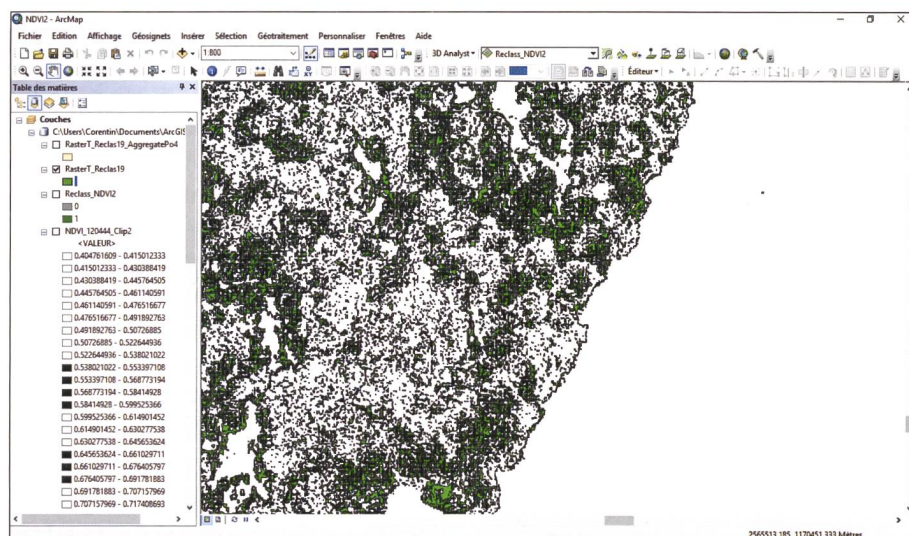 NDVI2 - ArcMap
Fichier Edition Affichage Géosignets Insérer Sélection Géotraitement Personnaliser Fenêtres Aide
1:800
3D Analyst
Reclass_NDVI2
Éditeur
Table des matières
Couches
C:\Users\Corentin\Documents\ArcGIS
RasterT_Reclas19_AggregatePo4
RasterT_Reclas19
Reclass_NDVI2
0
1
NDVI_120444_Clip2
<VALEUR>
0.404761609 - 0.415012333
0.415012333 - 0.430388419
0.430388419 - 0.445764505
0.445764505 - 0.461140591
0.461140591 - 0.476516677
0.476516677 - 0.491892763
0.491892763 - 0.50726885
0.50726885 - 0.522644936
0.522644936 - 0.538021022
0.538021022 - 0.553397108
0.553397108 - 0.568773194
0.568773194 - 0.58414928
0.58414928 - 0.599525366
0.599525366 - 0.614901452
0.614901452 - 0.630277538
0.630277538 - 0.645653624
0.645653624 - 0.661029711
0.661029711 - 0.676405797
0.676405797 - 0.691781883
0.691781883 - 0.707157969
0.707157969 - 0.717408693
2565513.185 1170451.333 Mètres